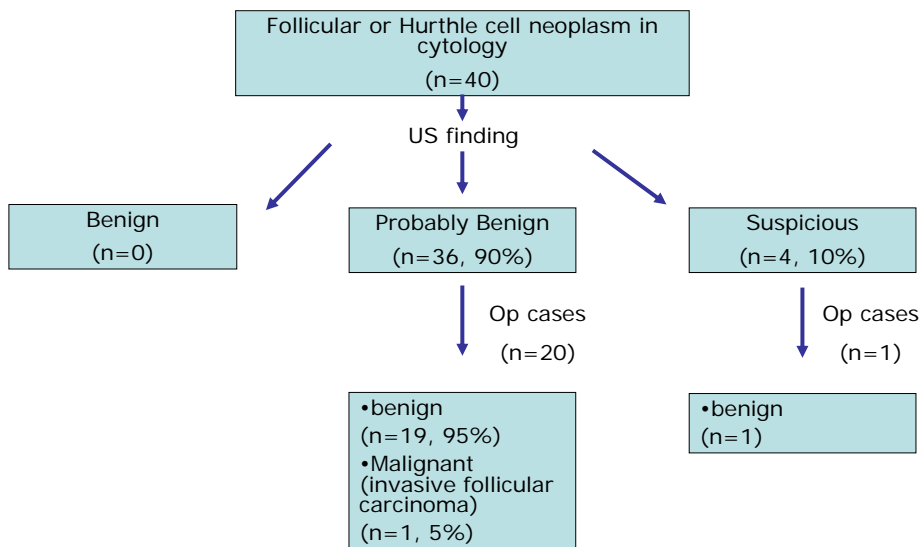 Follicular or Hurthle cell neoplasm in
cytology
(n=40)
US finding
Benign
(n=0)
Probably Benign
(n=36, 90%)
Suspicious
(n=4, 10%)
Op cases
(n=20)
Op cases
(n=1)
•benign
(n=19, 95%)
•Malignant
(invasive follicular
carcinoma)
(n=1, 5%)
•benign
(n=1)